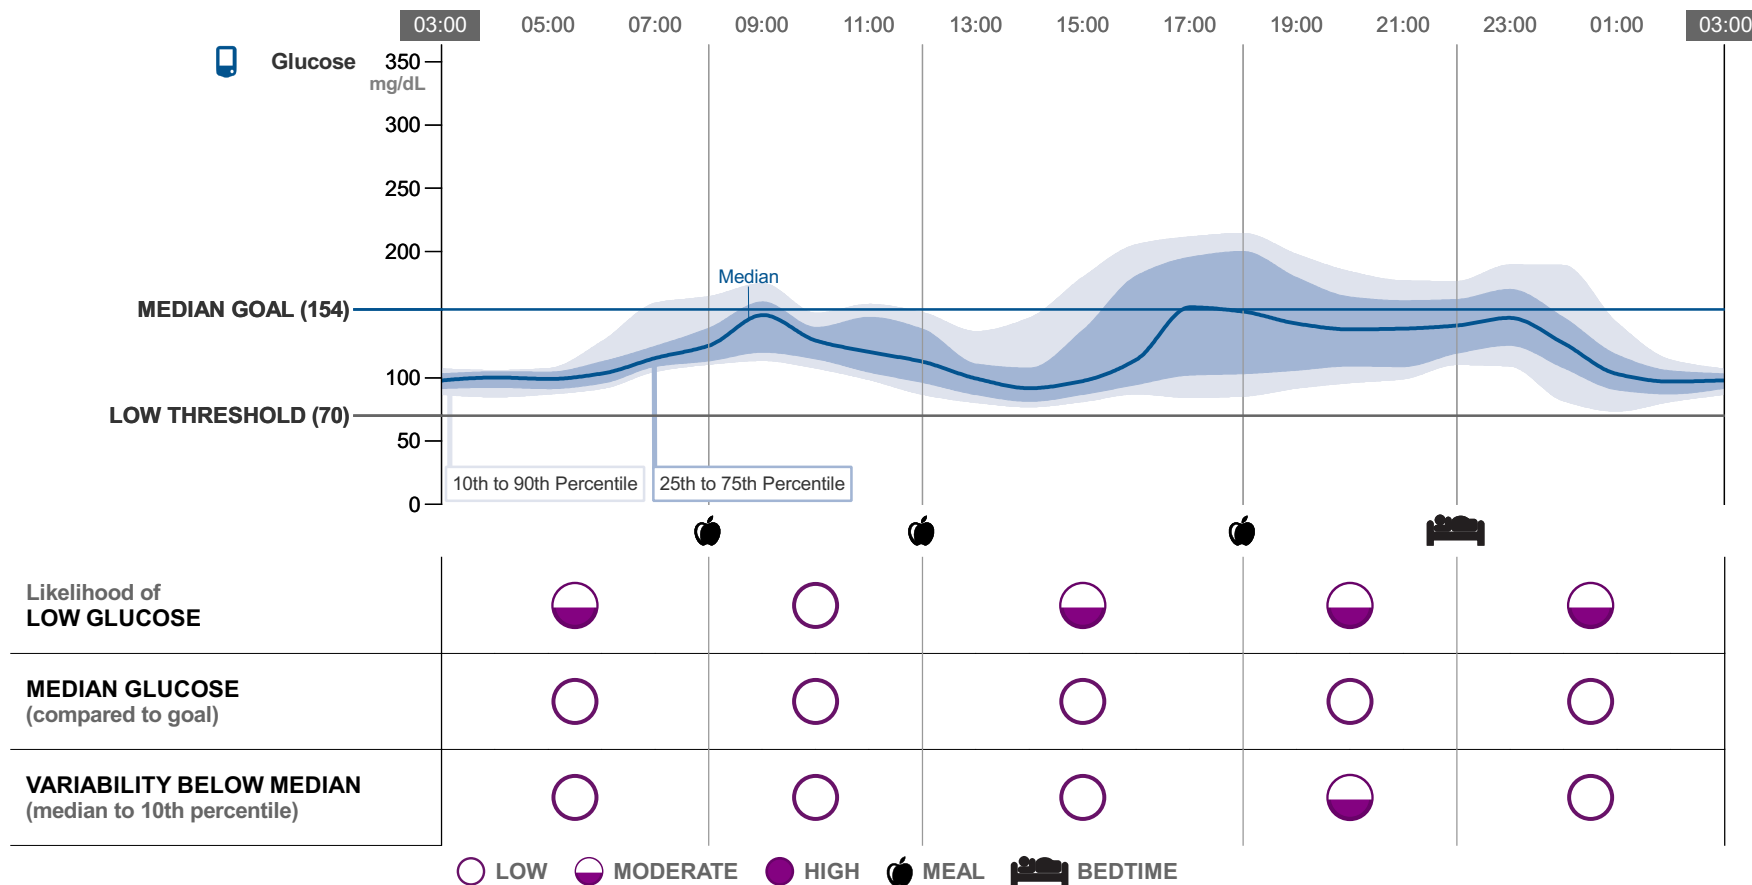 03:00 05:00 07:00 09:00 11:00 13:00 15:00 17:00 19:00 21:00 23:00 01:00 03:00
Glucose
350
mg/dL
300
250
200
Median
MEDIAN GOAL (154)
100
LOW THRESHOLD (70)
50
10th to 90th Percentile
25th to 75th Percentile
0
Likelihood of
LOW GLUCOSE
MEDIAN GLUCOSE
(compared to goal)
VARIABILITY BELOW MEDIAN
(median to 10th percentile)
LOW MODERATE HIGH MEAL BEDTIME